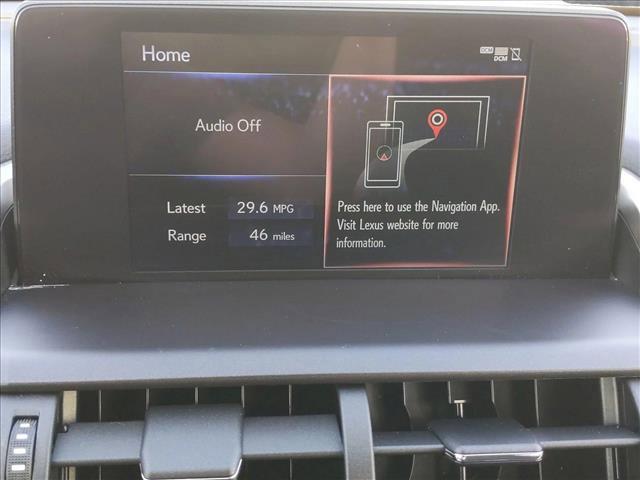 Home
DCM
DCM
Audio Off
Latest 29.6 MPG
Range 46 miles
Press here to use the Navigation App.
Visit Lexus website for more
information.